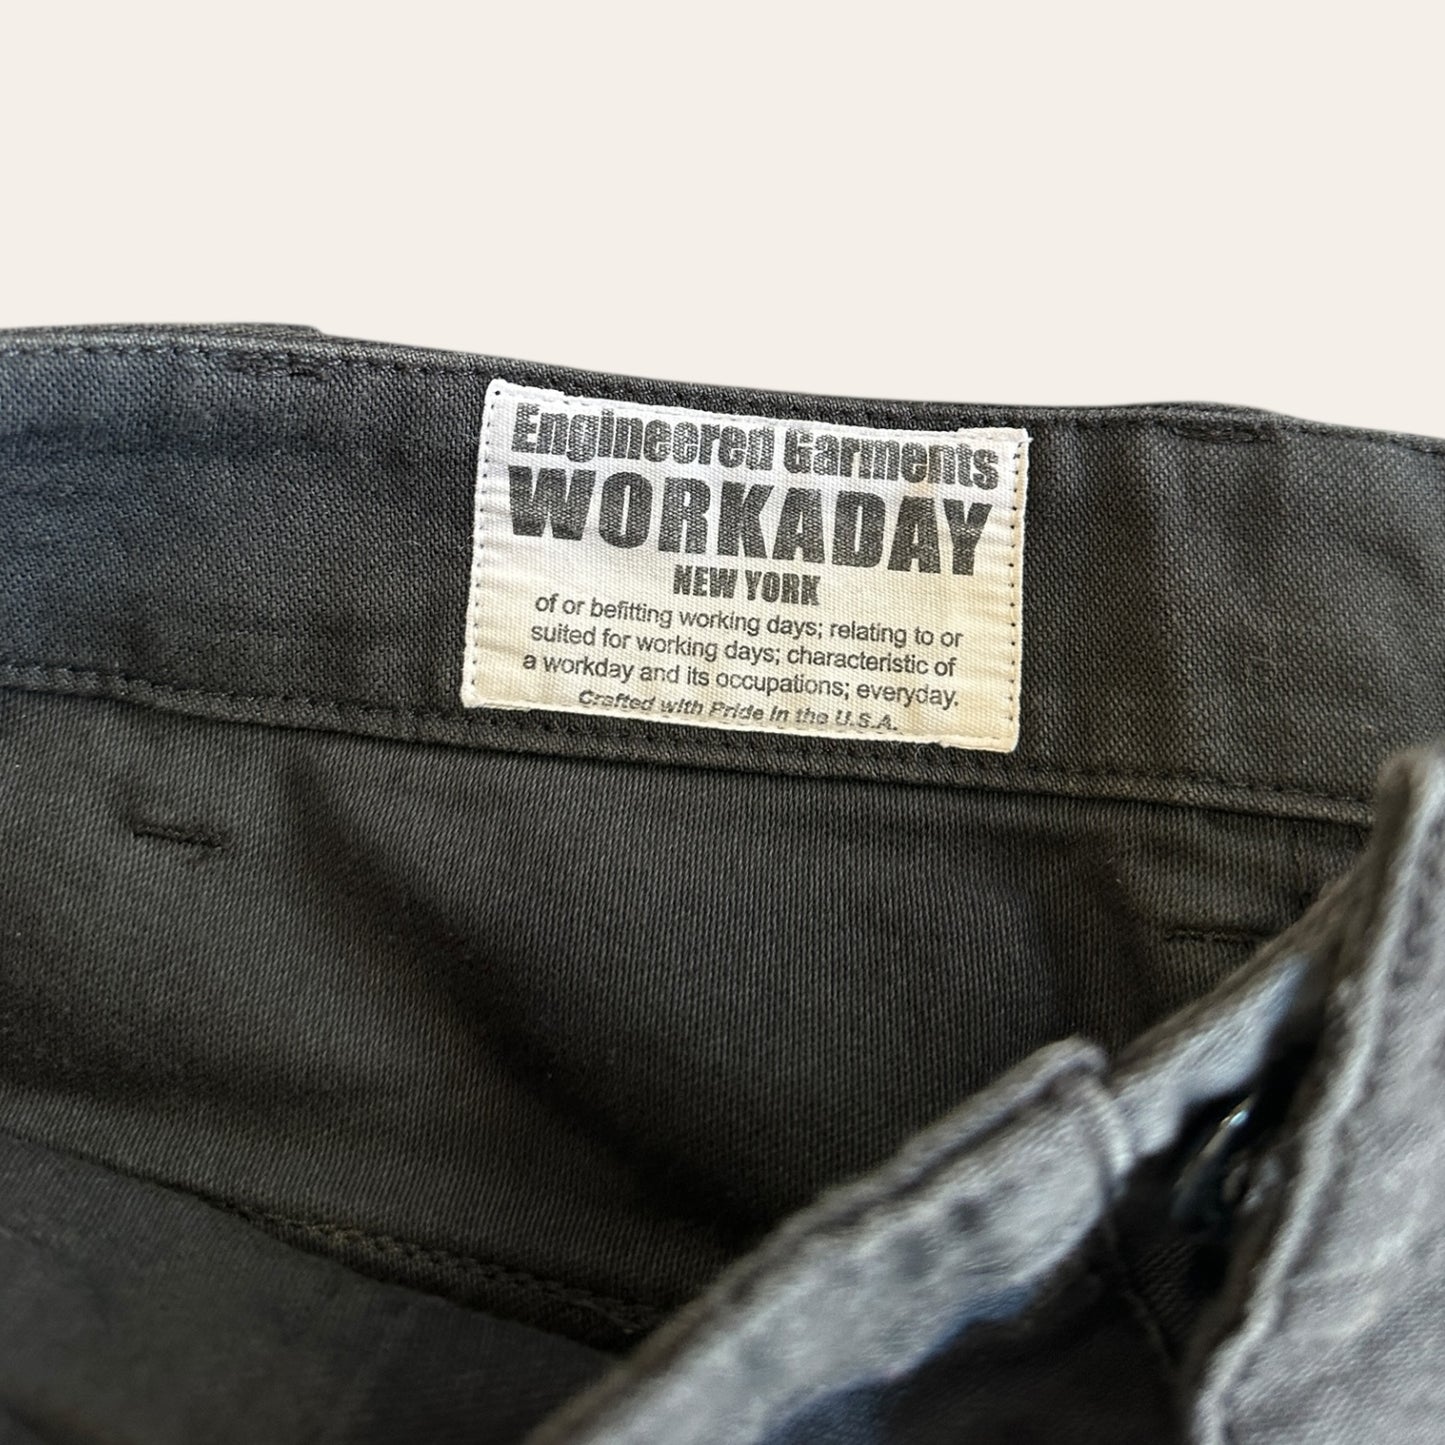 Engineered Garments
WORKADAY
NEW YORK
of or befitting working days; relating to or
suited for working days; characteristic of
a workday and its occupations; everyday.
Crafted with Pride in the U.S.A.